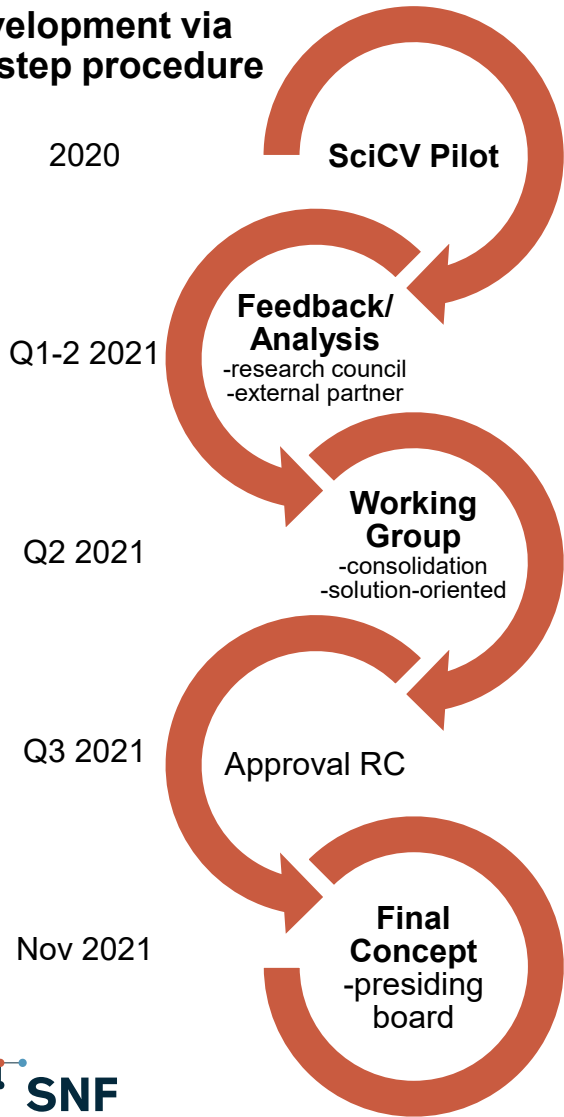 velopment via
step procedure
2020
SciCV Pilot
Feedback/
Analysis
-research council
-external partner
Q1-2 2021
Working
Group
-consolidation
-solution-oriented
Q2 2021
Q3 2021
Approval RC
Final
Concept
-presiding
board
Nov 2021
SNF